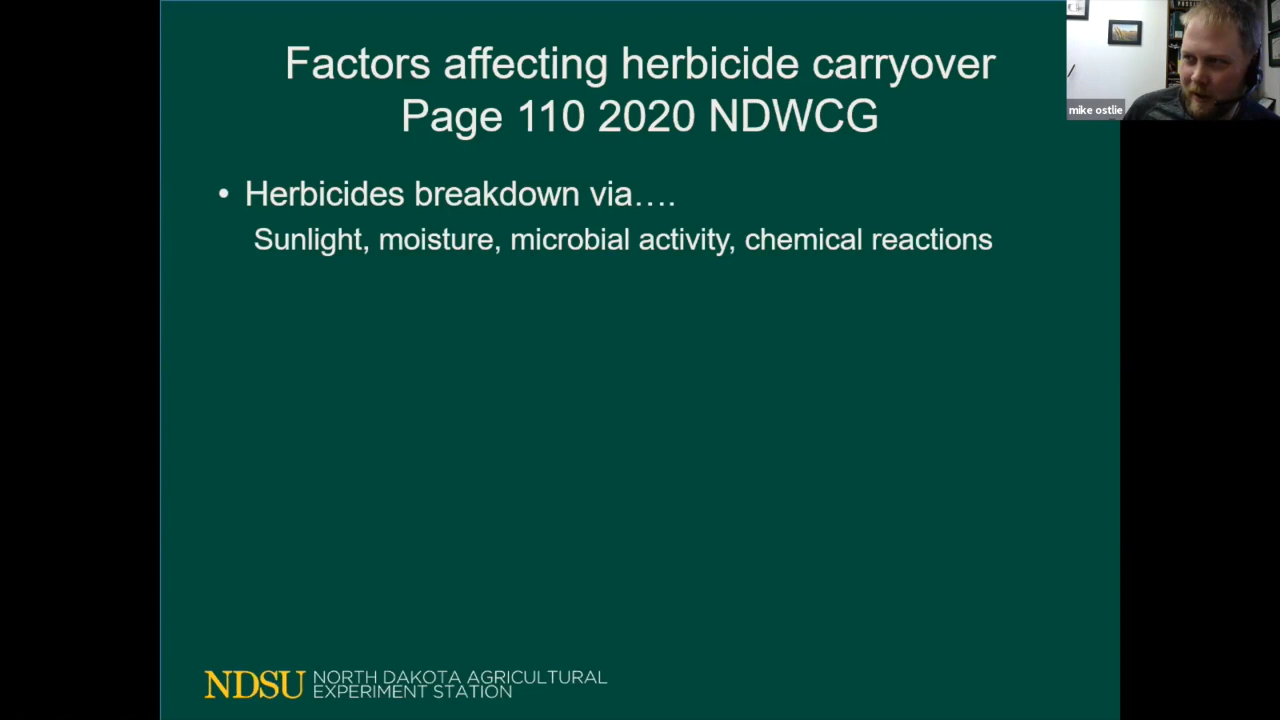 Factors affecting herbicide carryover
Page 110 2020 NDWCG
mike ostlie
• Herbicides breakdown via….
Sunlight, moisture, microbial activity, chemical reactions
NDSU NORTH DAKOTA AGRICULTURAL
EXPERIMENT STATION